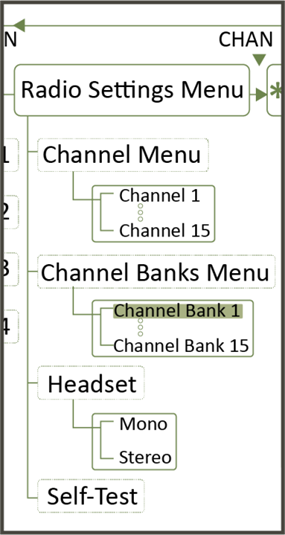 N
CHAN
Radio Settings Menu
*
1
Channel Menu
Channel 1
2
Channel 15
3
Channel Banks Menu
Channel Bank 1
4
Channel Bank 15
Headset
Mono
Stereo
Self-Test